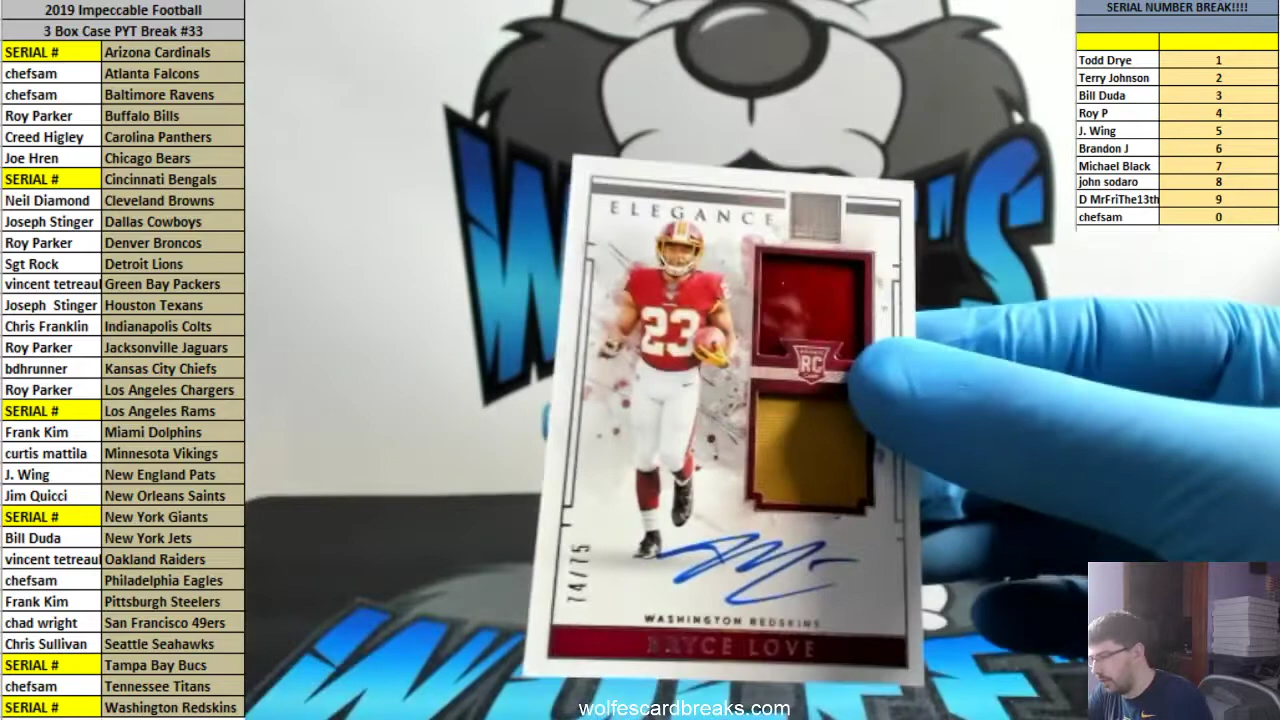 2019 Impeccable Football
3 Box Case PYT Break #33
SERIAL # Arizona Cardinals
chefsam Atlanta Falcons
chefsam Baltimore Ravens
Roy Parker Buffalo Bills
Creed Higley Carolina Panthers
Joe Hren Chicago Bears
SERIAL # Cincinnati Bengals
Neil Diamond Cleveland Browns
Joseph Stinger Dallas Cowboys
Roy Parker Denver Broncos
Sgt Rock Detroit Lions
vincent tetreaul Green Bay Packers
Joseph Stinger Houston Texans
Chris Franklin Indianapolis Colts
Roy Parker Jacksonville Jaguars
bdhrunner Kansas City Chiefs
Roy Parker Los Angeles Chargers
SERIAL # Los Angeles Rams
Frank Kim Miami Dolphins
curtis mattila Minnesota Vikings
J. Wing New England Pats
Jim Quicci New Orleans Saints
SERIAL # New York Giants
Bill Duda New York Jets
vincent tetreaul Oakland Raiders
chefsam Philadelphia Eagles
Frank Kim Pittsburgh Steelers
chad wright San Francisco 49ers
Chris Sullivan Seattle Seahawks
SERIAL # Tampa Bay Bucs
chefsam Tennessee Titans
SERIAL # Washington Redskins
ELEGANCE
23
RC
74/75
WASHINGTON REDSKINS
BRYCE LOVE
wolfescardbreaks.com
SERIAL NUMBER BREAK!!!!
Todd Drye 1
Terry Johnson 2
Bill Duda 3
Roy P 4
J. Wing 5
Brandon J 6
Michael Black 7
john sodaro 8
D MrFriThe13th 9
chefsam 0